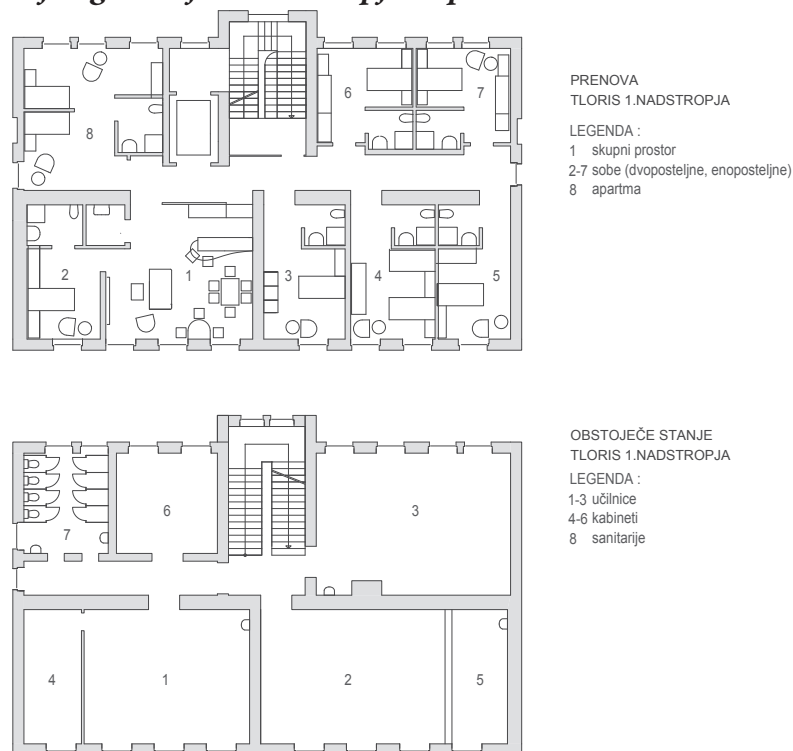 PRENOVA
TLORIS 1.NADSTROPJA
LEGENDA :
1 skupni prostor
2-7 sobe (dvoposteljne, enoposteljne)
8 apartma
6
7
8
2
1
3
4
5
OBSTOJEČE STANJE
TLORIS 1.NADSTROPJA
LEGENDA :
1-3 učilnice
4-6 kabineti
8 sanitarije
6
3
7
4
1
2
5